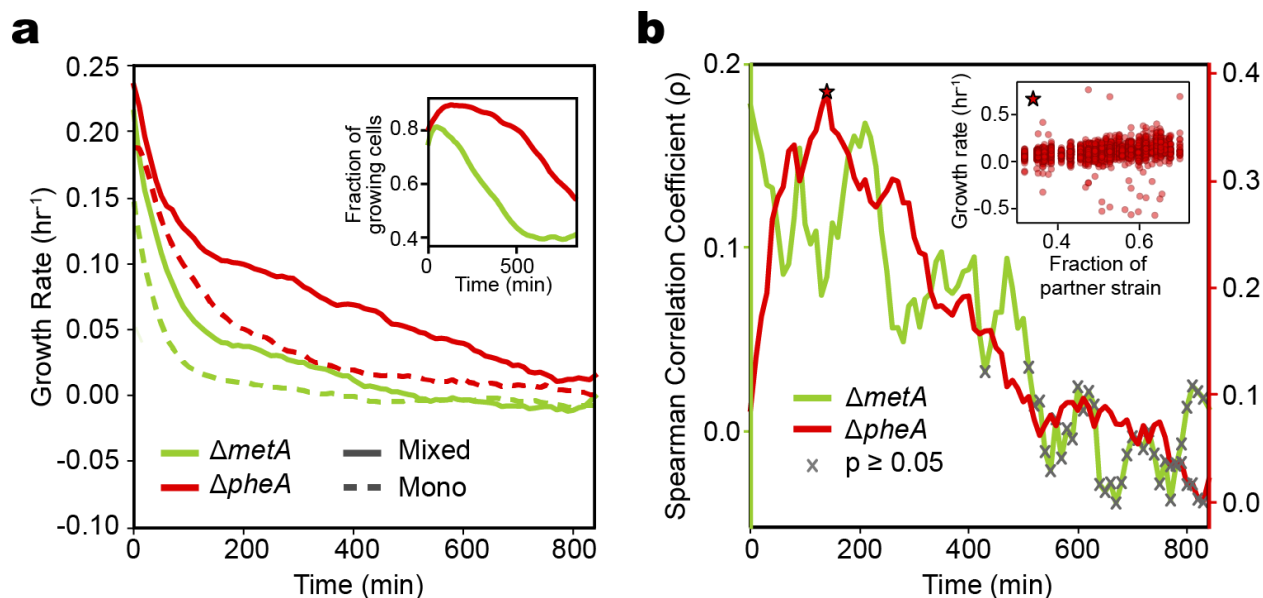 a
0.25
0.20
0.15
0.10
0.05
0.00
-0.05
-0.10
Growth Rate (hr⁻¹)
0
200
400
600
800
Time (min)
ΔmetA
ΔpheA
Mixed
Mono
Fraction of
growing cells
0.8
0.6
0.4
0
500
Time (min)
b
Spearman Correlation Coefficient (ρ)
0.2
0.1
0.0
0
200
400
600
800
Time (min)
0.4
0.3
0.2
0.1
0.0
ΔmetA
ΔpheA
p ≥ 0.05
Growth rate (hr⁻¹)
0.5
0.0
-0.5
0.4
0.6
Fraction of
partner strain